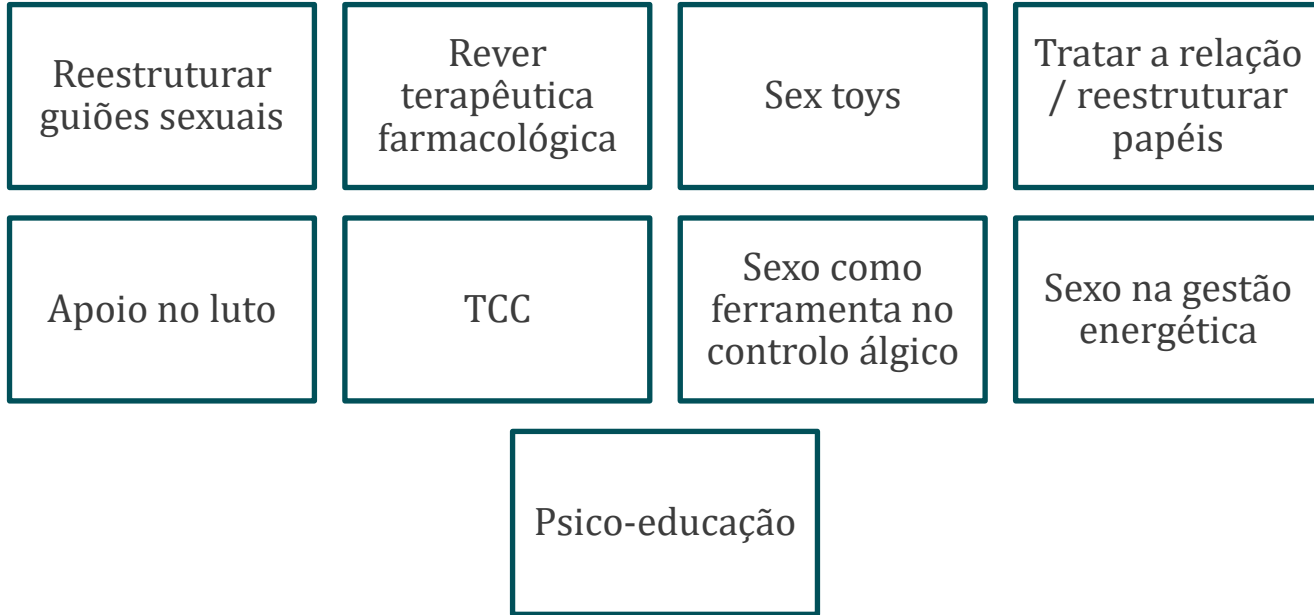 Reestruturar
guiões sexuais
Rever
terapêutica
farmacológica
Sex toys
Tratar a relação
/ reestruturar
papéis
Apoio no luto
TCC
Sexo como
ferramenta no
controlo álgico
Sexo na gestão
energética
Psico-educação